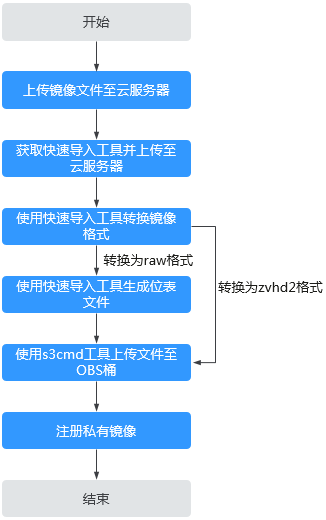 开始
上传镜像文件至云服务器
获取快速导入工具并上传至
云服务器
使用快速导入工具转换镜像
格式
转换为raw格式
转换为zvhd2格式
使用快速导入工具生成位表
文件
使用s3cmd工具上传文件至
OBS桶
注册私有镜像
结束